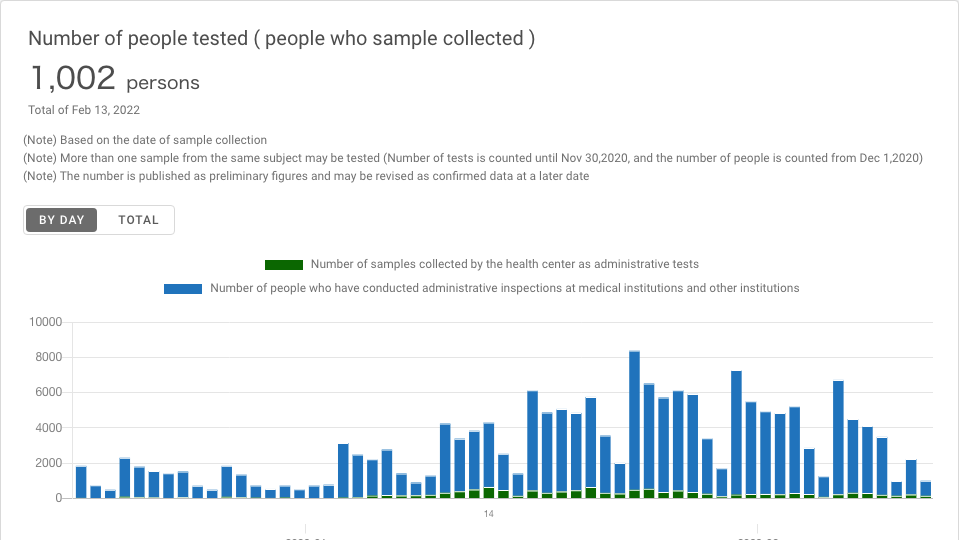 Number of people tested ( people who sample collected )
1,002 persons
Total of Feb 13, 2022
(Note) Based on the date of sample collection
(Note) More than one sample from the same subject may be tested (Number of tests is counted until Nov 30,2020, and the number of people is counted from Dec 1,2020)
(Note) The number is published as preliminary figures and may be revised as confirmed data at a later date
BY DAY TOTAL
Number of samples collected by the health center as administrative tests
Number of people who have conducted administrative inspections at medical institutions and other institutions
10000
8000
6000
4000
2000
0
14